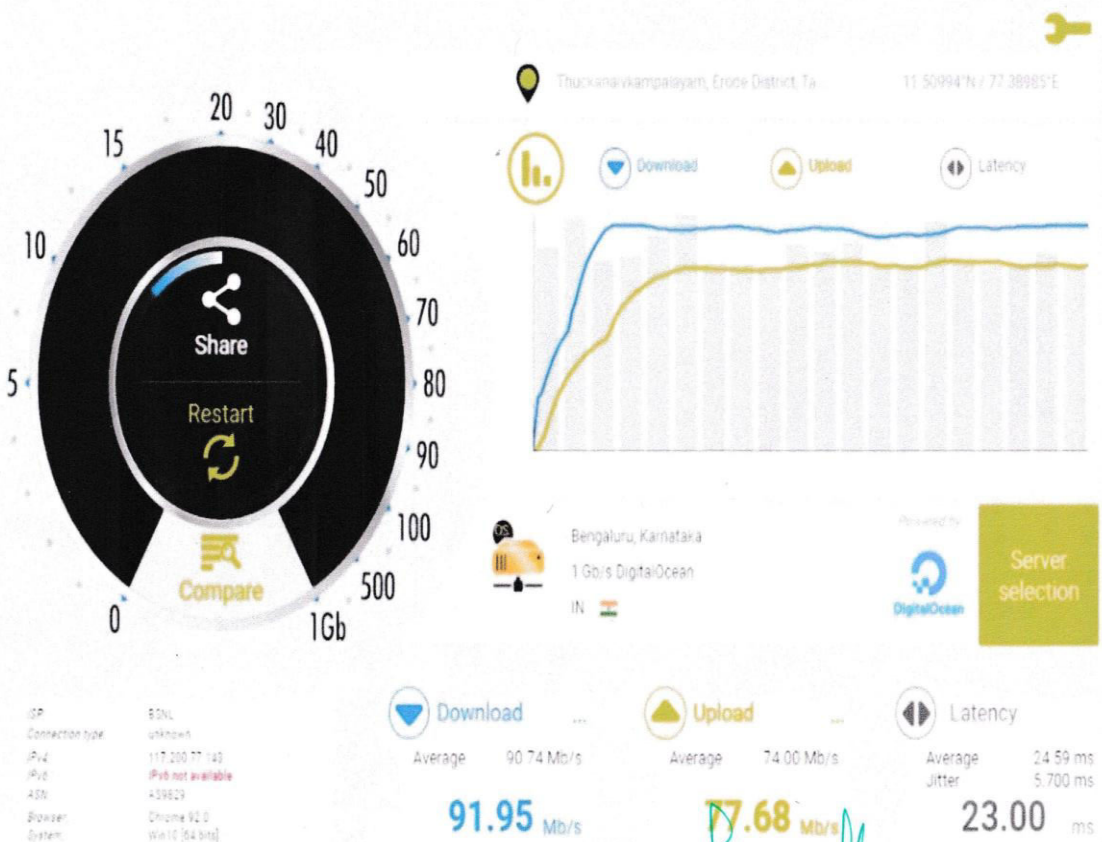 Thuckanaivkampalayam, Erode District, Ta...
11.50994°N / 77.38985°E
Download
Upload
Latency
0
5
10
15
20
30
40
50
60
70
80
90
100
500
1Gb
Share
Restart
Compare
Bengaluru, Karnataka
1 Gb/s DigitalOcean
IN
Powered by
DigitalOcean
Server
selection
ISP: BSNL
Connection type: unknown
IPv4: 117.200.77.143
IPv6: IPv6 not available
ASN: AS9829
Browser: Chrome 92.0
System: Win10 [64 bits]
Download ...
Average 90.74 Mb/s
91.95 Mb/s
Upload ...
Average 74.00 Mb/s
77.68 Mb/s
Latency
Average 24.59 ms
Jitter 5.700 ms
23.00 ms